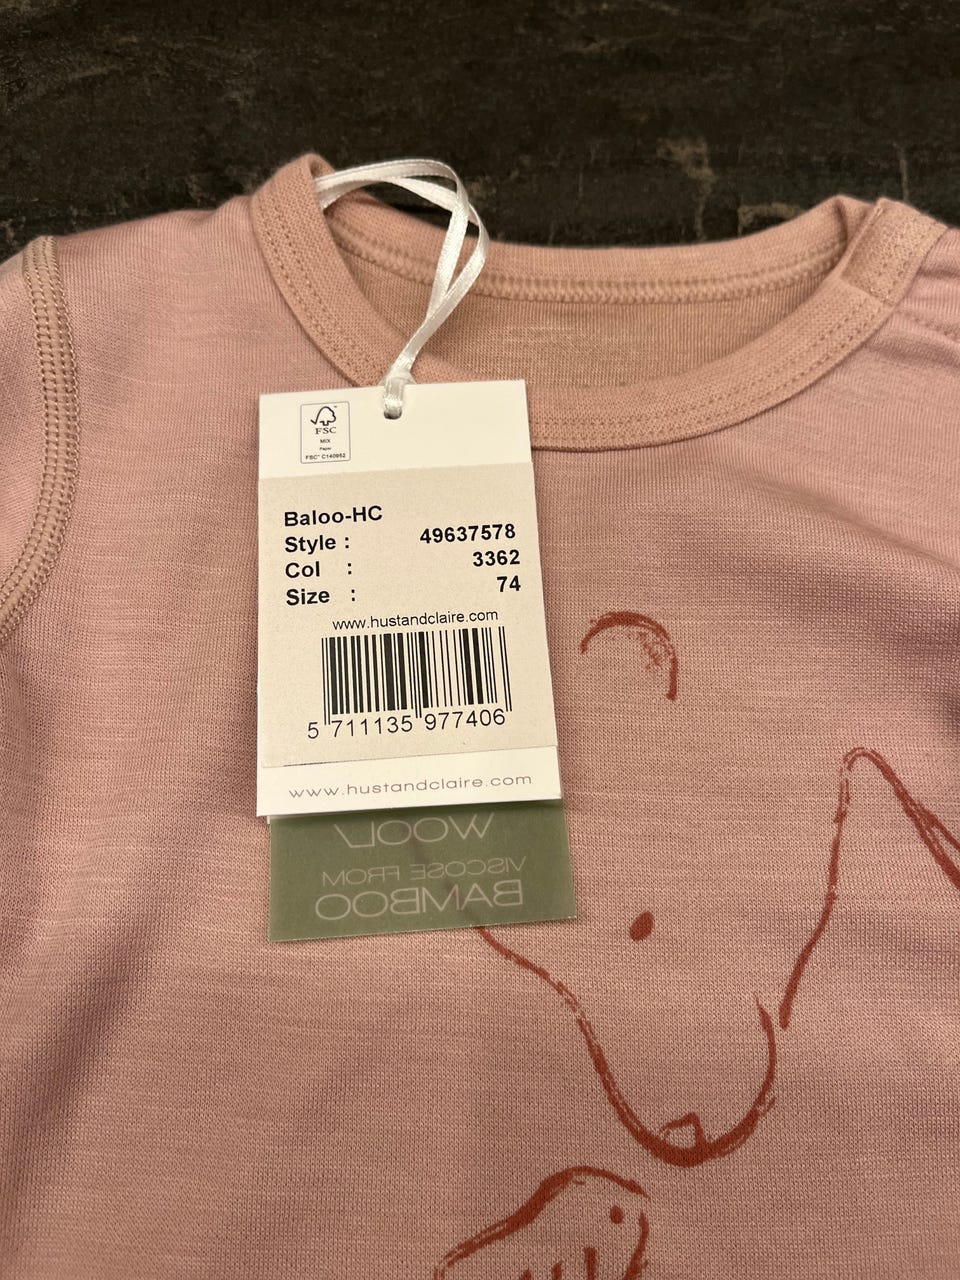 FSC
MIX
Paper
FSC® C140952
Baloo-HC
Style : 49637578
Col : 3362
Size : 74
www.hustandclaire.com
5 711135 977406
www.hustandclaire.com
WOOL/
VISCOSE FROM
BAMBOO